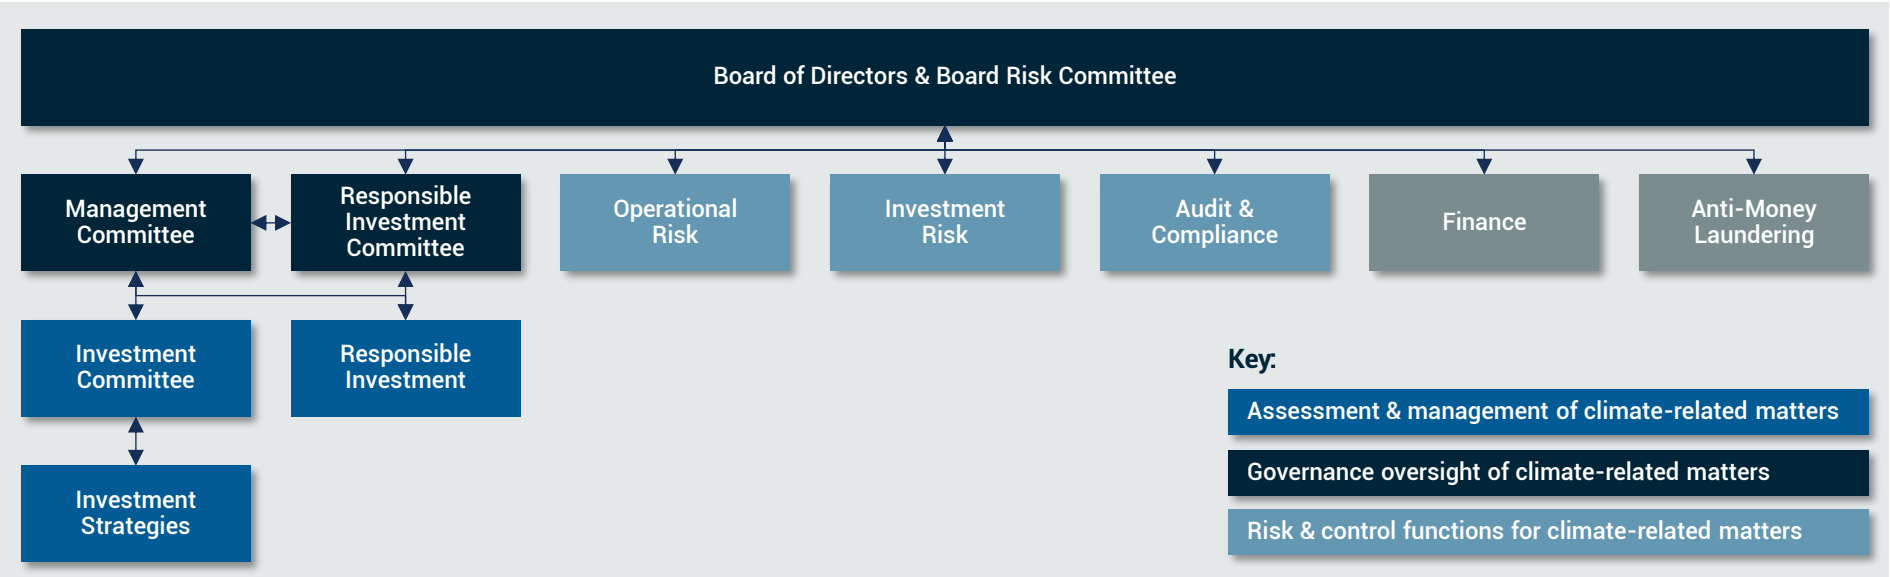 Board of Directors & Board Risk Committee
Management
Committee
Responsible
Investment
Committee
Operational
Risk
Investment
Risk
Audit &
Compliance
Finance
Anti-Money
Laundering
Investment
Committee
Responsible
Investment
Investment
Strategies
Key:
Assessment & management of climate-related matters
Governance oversight of climate-related matters
Risk & control functions for climate-related matters